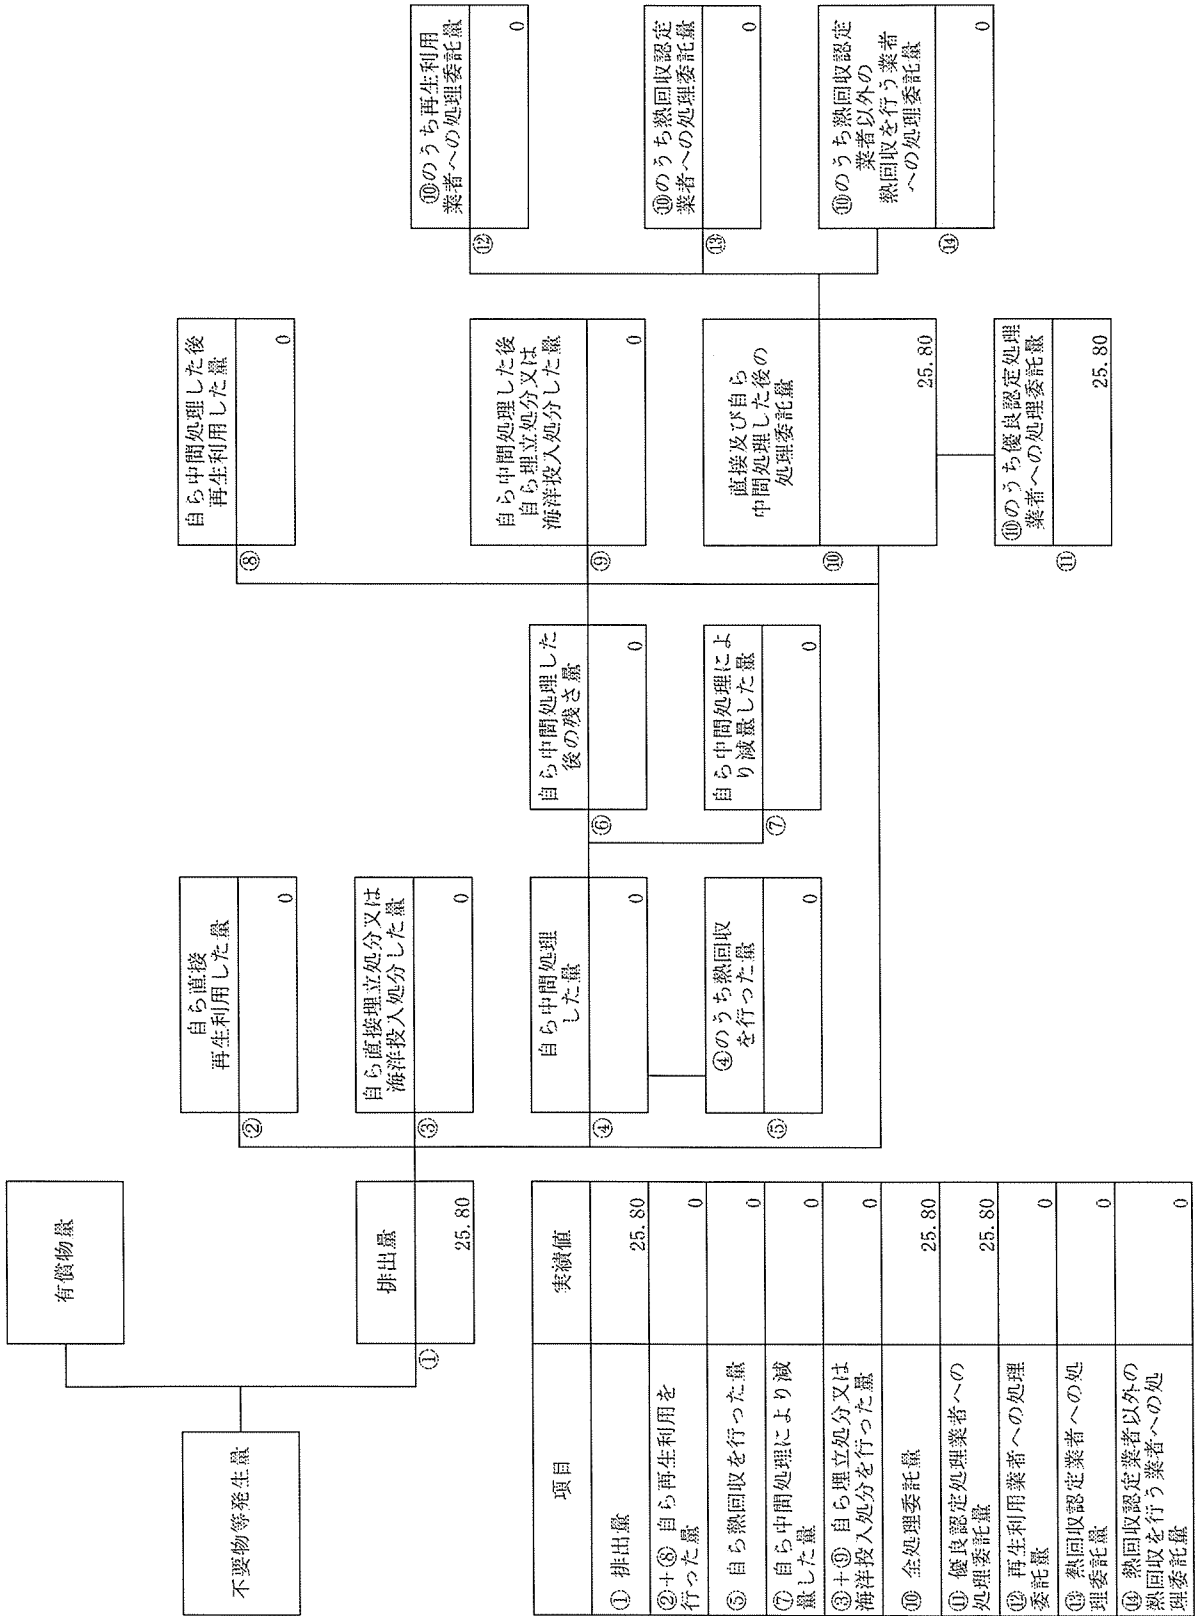 不要物等発生量
有償物量
①
排出量
25.80
②
自ら直接
再生利用した量
0
③
自ら直接埋立処分又は
海洋投入処分した量
0
④
自ら中間処理
した量
0
⑤
④のうち熱回収
を行った量
0
⑥
自ら中間処理した
後の残さ量
0
⑦
自ら中間処理によ
り減量した量
0
⑧
自ら中間処理した後
再生利用した量
0
⑨
自ら中間処理した後
自ら埋立処分又は
海洋投入処分した量
0
⑩
直接及び自ら
中間処理した後の
処理委託量
25.80
⑪
⑩のうち優良認定処理
業者への処理委託量
25.80
⑫
⑩のうち再生利用
業者への処理委託量
0
⑬
⑩のうち熱回収認定
業者への処理委託量
0
⑭
⑩のうち熱回収認定
業者以外の
熱回収を行う業者
への処理委託量
0
項目 実績値
① 排出量 25.80
②+⑧ 自ら再生利用を
行った量 0
⑤ 自ら熱回収を行った量 0
⑦ 自ら中間処理により減
量した量 0
③+⑨ 自ら埋立処分又は
海洋投入処分を行った量 0
⑩ 全処理委託量 25.80
⑪ 優良認定処理業者への
処理委託量 25.80
⑫ 再生利用業者への処理
委託量 0
⑬ 熱回収認定業者への処
理委託量 0
⑭ 熱回収認定業者以外の
熱回収を行う業者への処
理委託量 0